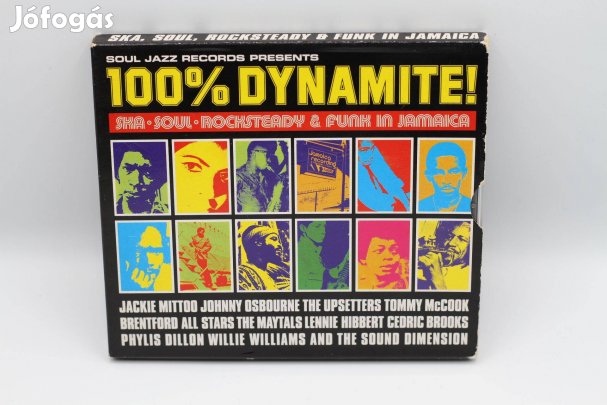 Jófogás
SKA, SOUL, ROCKSTEADY & FUNK IN JAMAICA
SOUL JAZZ RECORDS PRESENTS
100% DYNAMITE!
SKA·SOUL·ROCKSTEADY & FUNK IN JAMAICA
Jamaica
recording
JACKIE MITTOO JOHNNY OSBOURNE THE UPSETTERS TOMMY McCOOK
BRENTFORD ALL STARS THE MAYTALS LENNIE HIBBERT CEDRIC BROOKS
PHYLIS DILLON WILLIE WILLIAMS AND THE SOUND DIMENSION